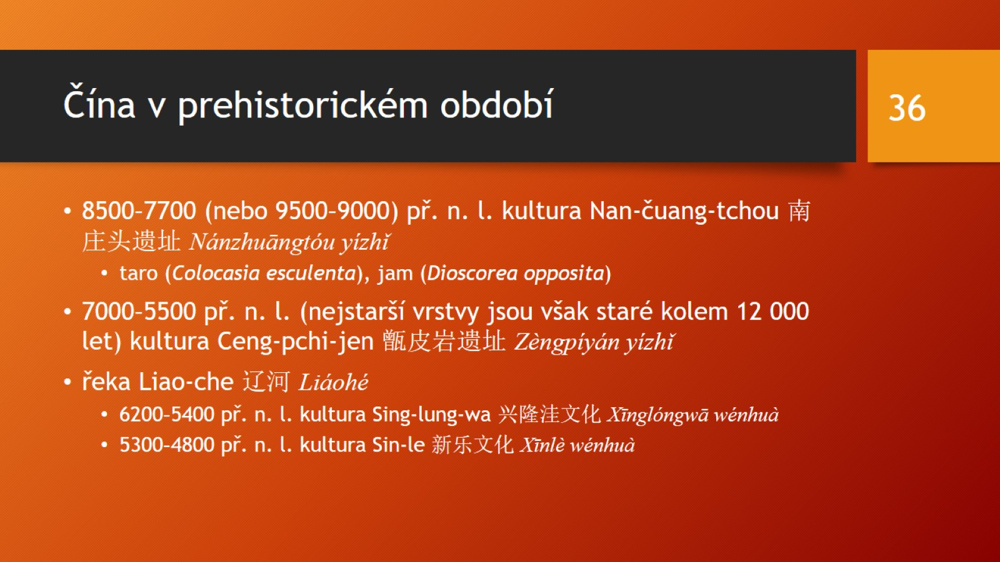 Čína v prehistorickém období
36
• 8500-7700 (nebo 9500-9000) př. n. l. kultura Nan-čuang-tchou 南
庄头遗址 Nánzhuāngtóu yízhǐ
• taro (Colocasia esculenta), jam (Dioscorea opposita)
• 7000-5500 př. n. l. (nejstarší vrstvy jsou však staré kolem 12 000
let) kultura Ceng-pchi-jen 甑皮岩遗址 Zèngpíyán yízhǐ
• řeka Liao-che 辽河 Liáohé
• 6200-5400 př. n. l. kultura Sing-lung-wa 兴隆洼文化 Xīnglóngwā wénhuà
• 5300-4800 př. n. l. kultura Sin-le 新乐文化 Xīnlè wénhuà